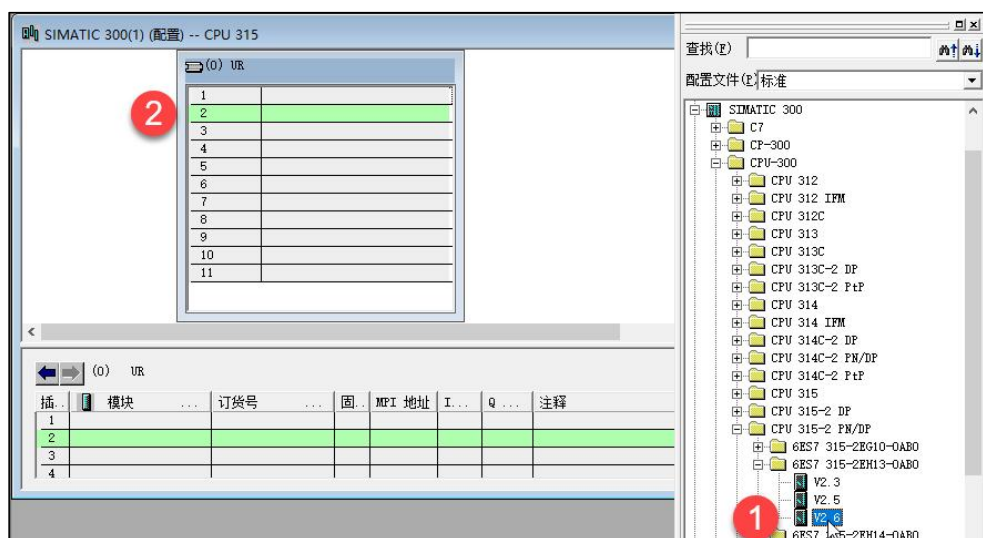 SIMATIC 300(1) (配置) -- CPU 315
(0) UR
1
2
3
4
5
6
7
8
9
10
11
2
(0) UR
插.. 模块 ... 订货号 ... 固.. MPI 地址 I... Q ... 注释
1
2
3
4
查找(F)
配置文件(P) 标准
SIMATIC 300
C7
CP-300
CPU-300
CPU 312
CPU 312 IFM
CPU 312C
CPU 313
CPU 313C
CPU 313C-2 DP
CPU 313C-2 PtP
CPU 314
CPU 314 IFM
CPU 314C-2 DP
CPU 314C-2 PN/DP
CPU 314C-2 PtP
CPU 315
CPU 315-2 DP
CPU 315-2 PN/DP
6ES7 315-2EG10-0AB0
6ES7 315-2EH13-0AB0
V2.3
V2.5
V2.6
1
6ES7 315-2EH14-0AB0